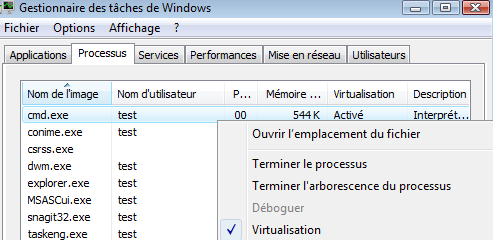 Gestionnaire des tâches de Windows
Fichier Options Affichage ?
Applications Processus Services Performances Mise en réseau Utilisateurs
Nom de l'image Nom d'utilisateur P... Mémoire ... Virtualisation Description
cmd.exe test 00 544 K Activé Interprét...
conime.exe test
Ouvrir l'emplacement du fichier
csrss.exe
dwm.exe test
Terminer le processus
explorer.exe test
Terminer l'arborescence du processus
MSASCui.exe test
Déboguer
snagit32.exe test
Virtualisation
taskeng.exe test